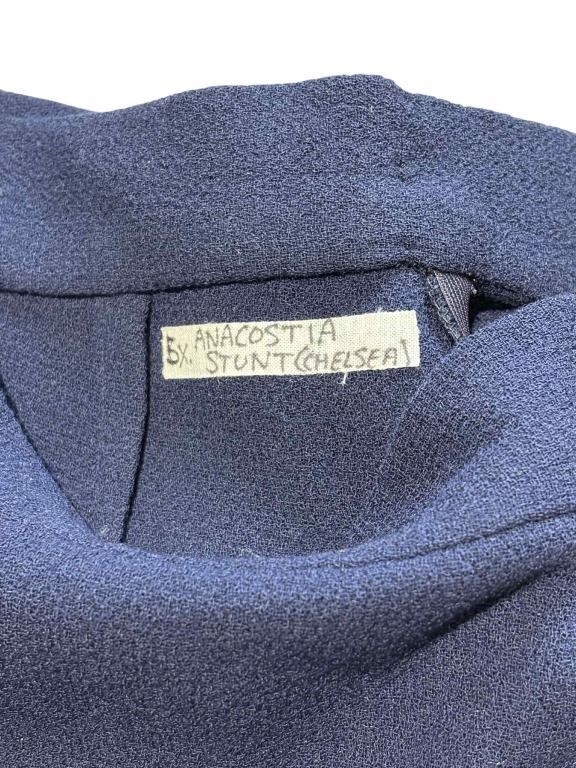 5X. ANACOSTIA
STUNT (CHELSEA)